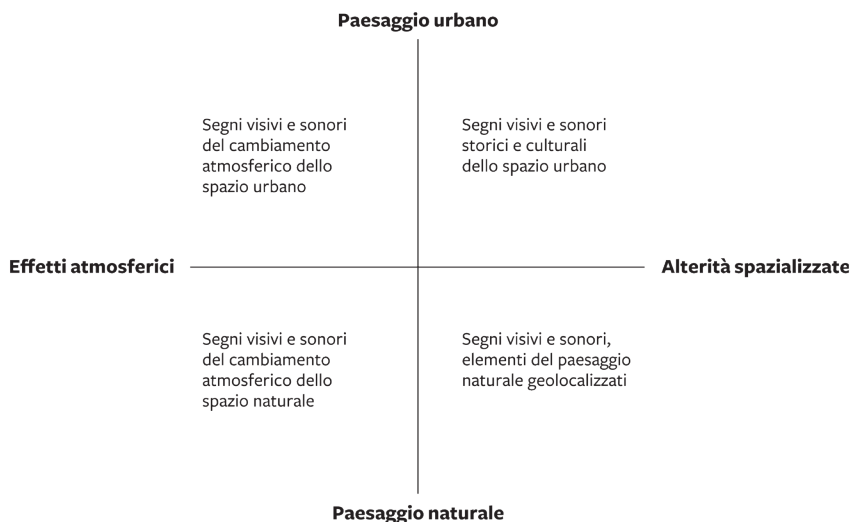 Paesaggio urbano
Segni visivi e sonori
del cambiamento
atmosferico dello
spazio urbano
Segni visivi e sonori
storici e culturali
dello spazio urbano
Effetti atmosferici
Alterità spazializzate
Segni visivi e sonori
del cambiamento
atmosferico dello
spazio naturale
Segni visivi e sonori,
elementi del paesaggio
naturale geolocalizzati
Paesaggio naturale